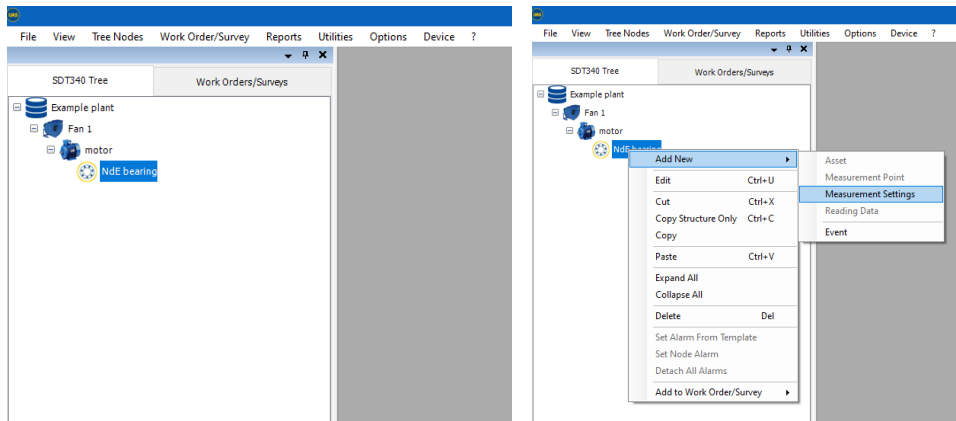 UAS
File View Tree Nodes Work Order/Survey Reports Utilities Options Device ?
SDT340 Tree Work Orders/Surveys
Example plant
Fan 1
motor
NdE bearing
UAS
File View Tree Nodes Work Order/Survey Reports Utilities Options Device ?
SDT340 Tree Work Orders/Surveys
Example plant
Fan 1
motor
NdE bearing
Add New
Edit Ctrl+U
Cut Ctrl+X
Copy Structure Only Ctrl+C
Copy
Paste Ctrl+V
Expand All
Collapse All
Delete Del
Set Alarm From Template
Set Node Alarm
Detach All Alarms
Add to Work Order/Survey
Asset
Measurement Point
Measurement Settings
Reading Data
Event